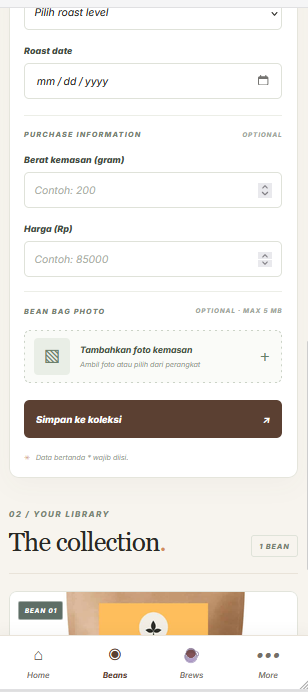 Pilih roast level
Roast date
mm / dd / yyyy
PURCHASE INFORMATION OPTIONAL
Berat kemasan (gram)
Contoh: 200
Harga (Rp)
Contoh: 85000
BEAN BAG PHOTO OPTIONAL · MAX 5 MB
Tambahkan foto kemasan
Ambil foto atau pilih dari perangkat
+
Simpan ke koleksi ↗
* Data bertanda * wajib diisi.
02 / YOUR LIBRARY
The collection.
1 BEAN
BEAN 01
Home Beans Brews More